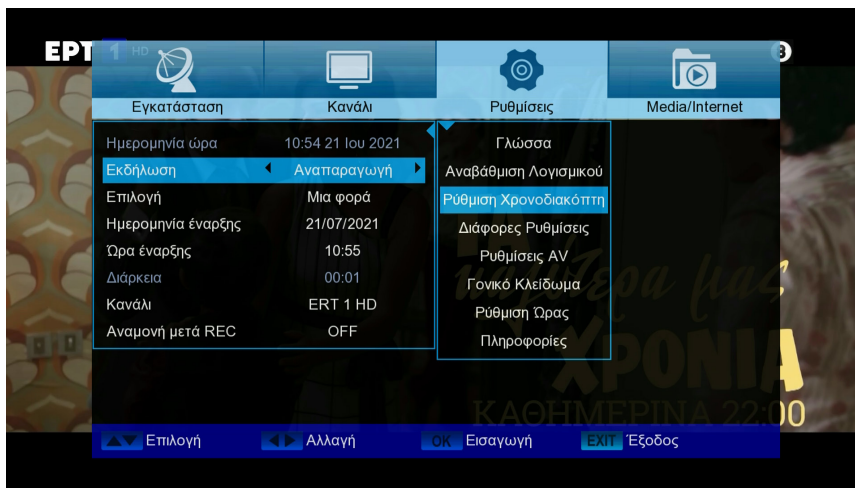 ΕΡΤ 1 HD
Εγκατάσταση
Κανάλι
Ρυθμίσεις
Media/Internet
Ημερομηνία ώρα 10:54 21 Ιου 2021
Εκδήλωση Αναπαραγωγή
Επιλογή Μια φορά
Ημερομηνία έναρξης 21/07/2021
Ώρα έναρξης 10:55
Διάρκεια 00:01
Κανάλι ERT 1 HD
Αναμονή μετά REC OFF
Γλώσσα
Αναβάθμιση Λογισμικού
Ρύθμιση Χρονοδιακόπτη
Διάφορες Ρυθμίσεις
Ρυθμίσεις AV
Γονικό Κλείδωμα
Ρύθμιση Ώρας
Πληροφορίες
καλύτερα μας
ΧΡΟΝΙΑ
ΚΑΘΗΜΕΡΙΝΑ 22:00
Επιλογή
Αλλαγή
OK Εισαγωγή
EXIT Έξοδος